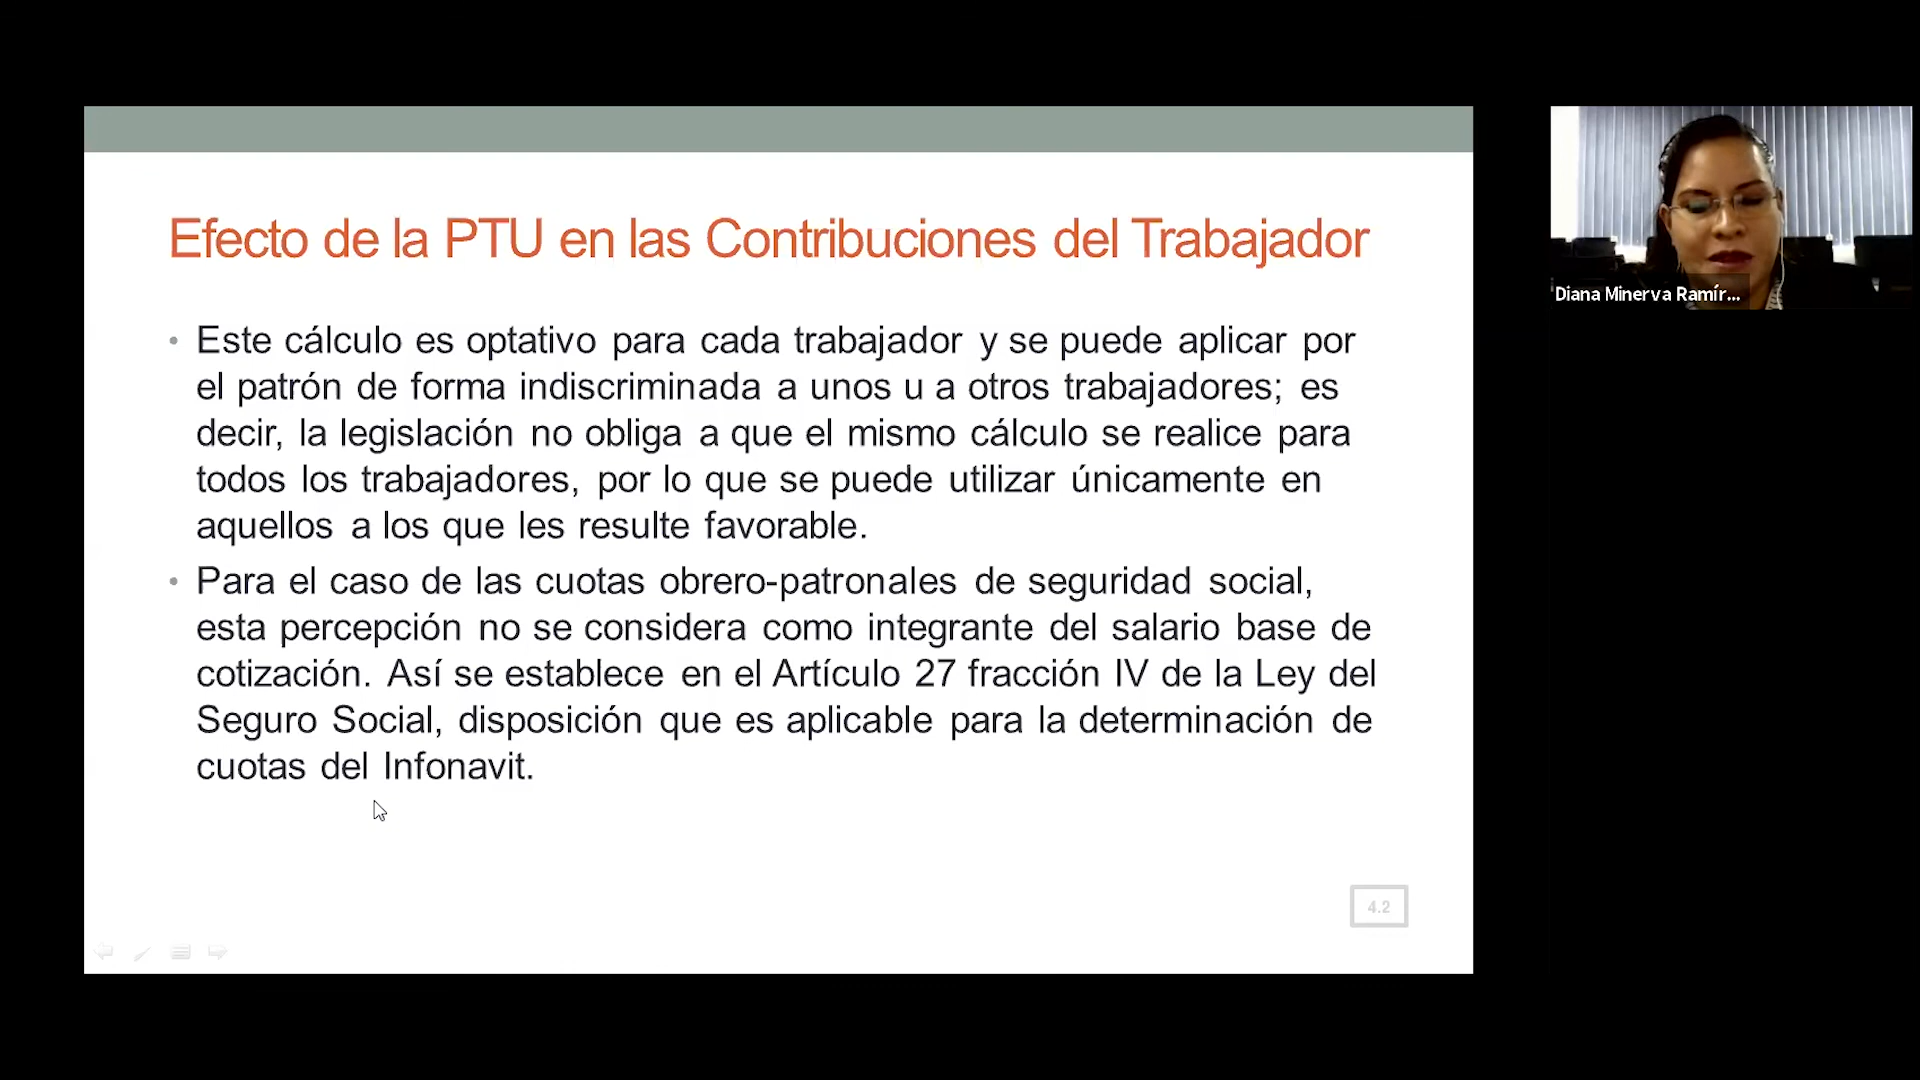 Efecto de la PTU en las Contribuciones del Trabajador
• Este cálculo es optativo para cada trabajador y se puede aplicar por
el patrón de forma indiscriminada a unos u a otros trabajadores; es
decir, la legislación no obliga a que el mismo cálculo se realice para
todos los trabajadores, por lo que se puede utilizar únicamente en
aquellos a los que les resulte favorable.
• Para el caso de las cuotas obrero-patronales de seguridad social,
esta percepción no se considera como integrante del salario base de
cotización. Así se establece en el Artículo 27 fracción IV de la Ley del
Seguro Social, disposición que es aplicable para la determinación de
cuotas del Infonavit.
4.2
Diana Minerva Ramír...